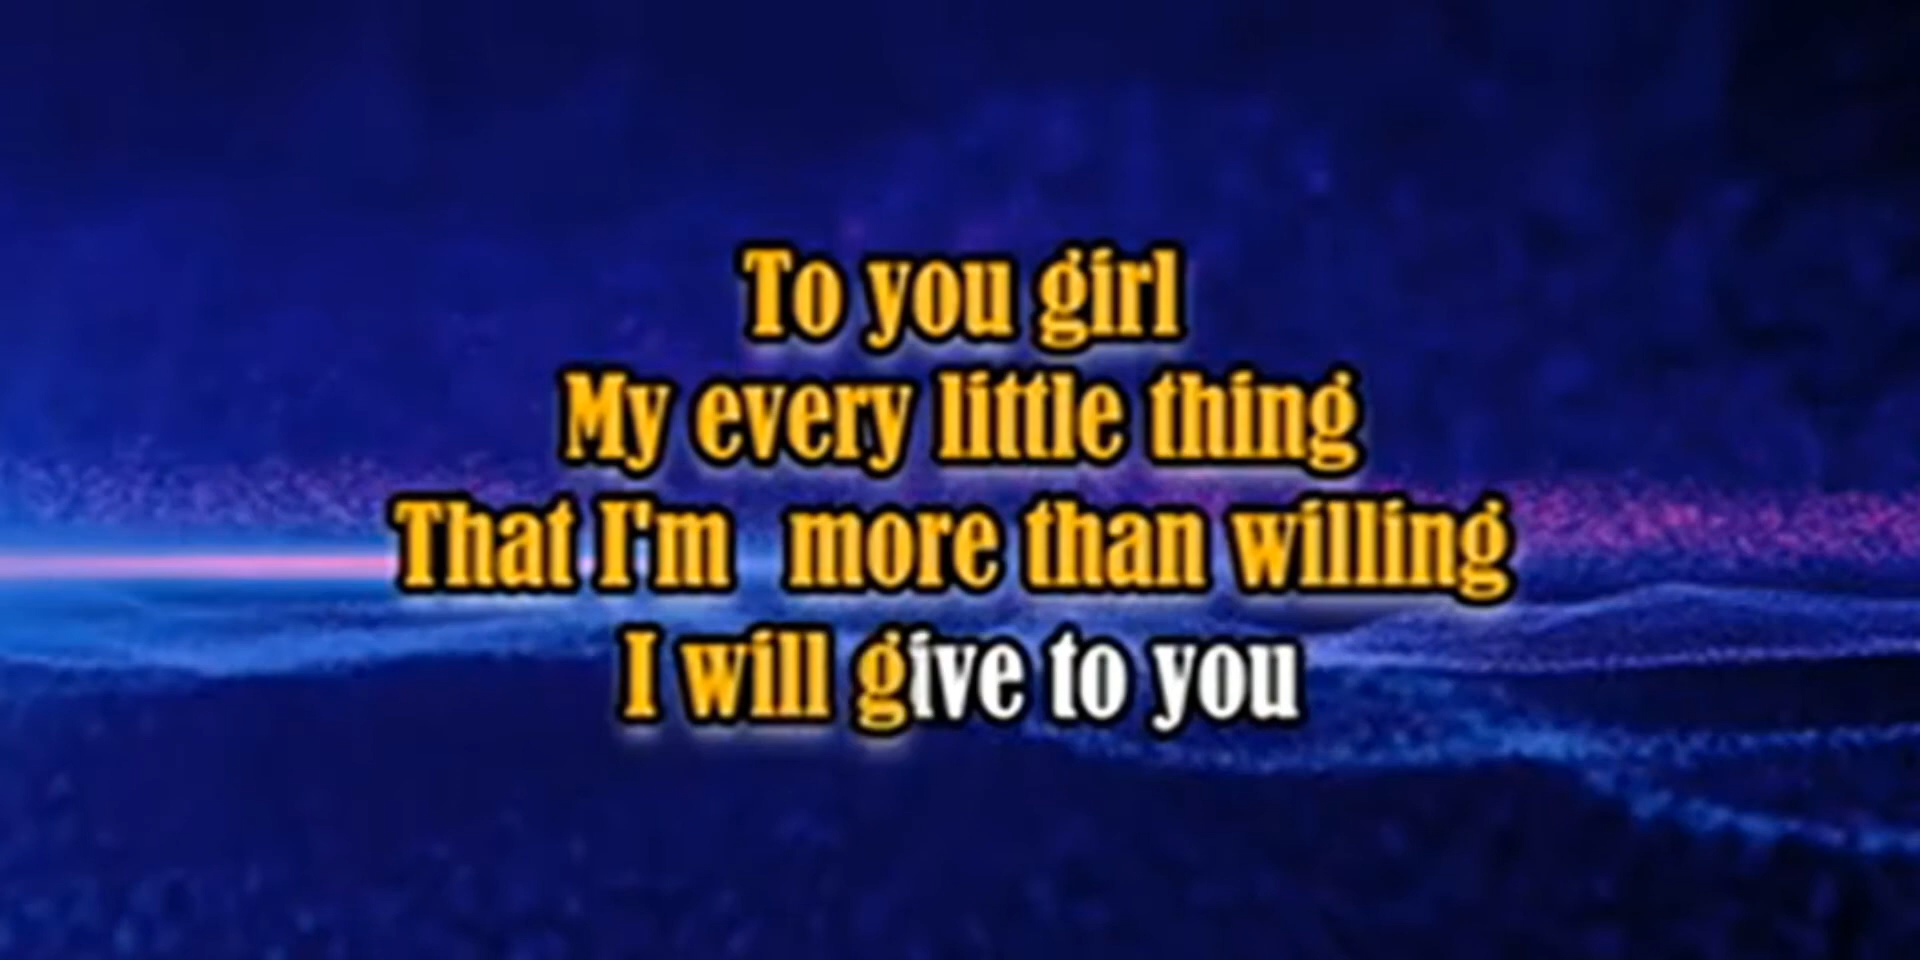 To you girl
My every little thing
That I'm more than willing
I will give to you